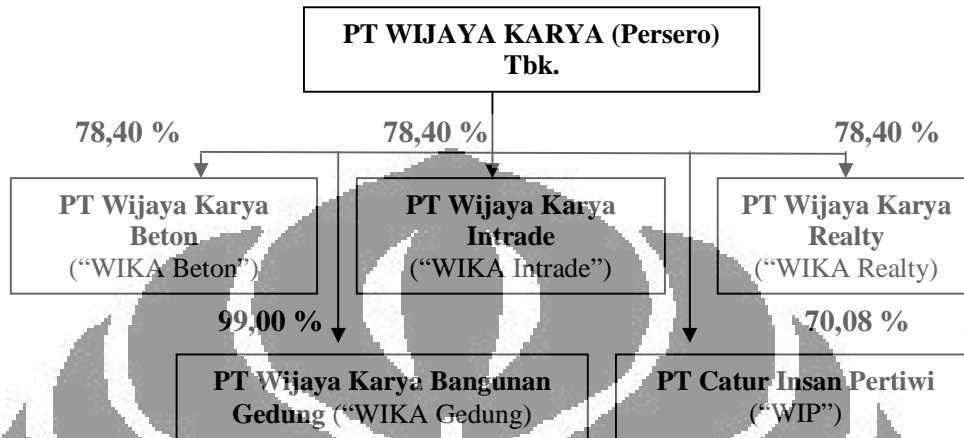 PT WIJAYA KARYA (Persero)
Tbk.
78,40 %
78,40 %
78,40 %
PT Wijaya Karya
Beton
(“WIKA Beton”)
PT Wijaya Karya
Intrade
(“WIKA Intrade”)
PT Wijaya Karya
Realty
(“WIKA Realty)
99,00 %
70,08 %
PT Wijaya Karya Bangunan
Gedung (“WIKA Gedung)
PT Catur Insan Pertiwi
(“WIP”)